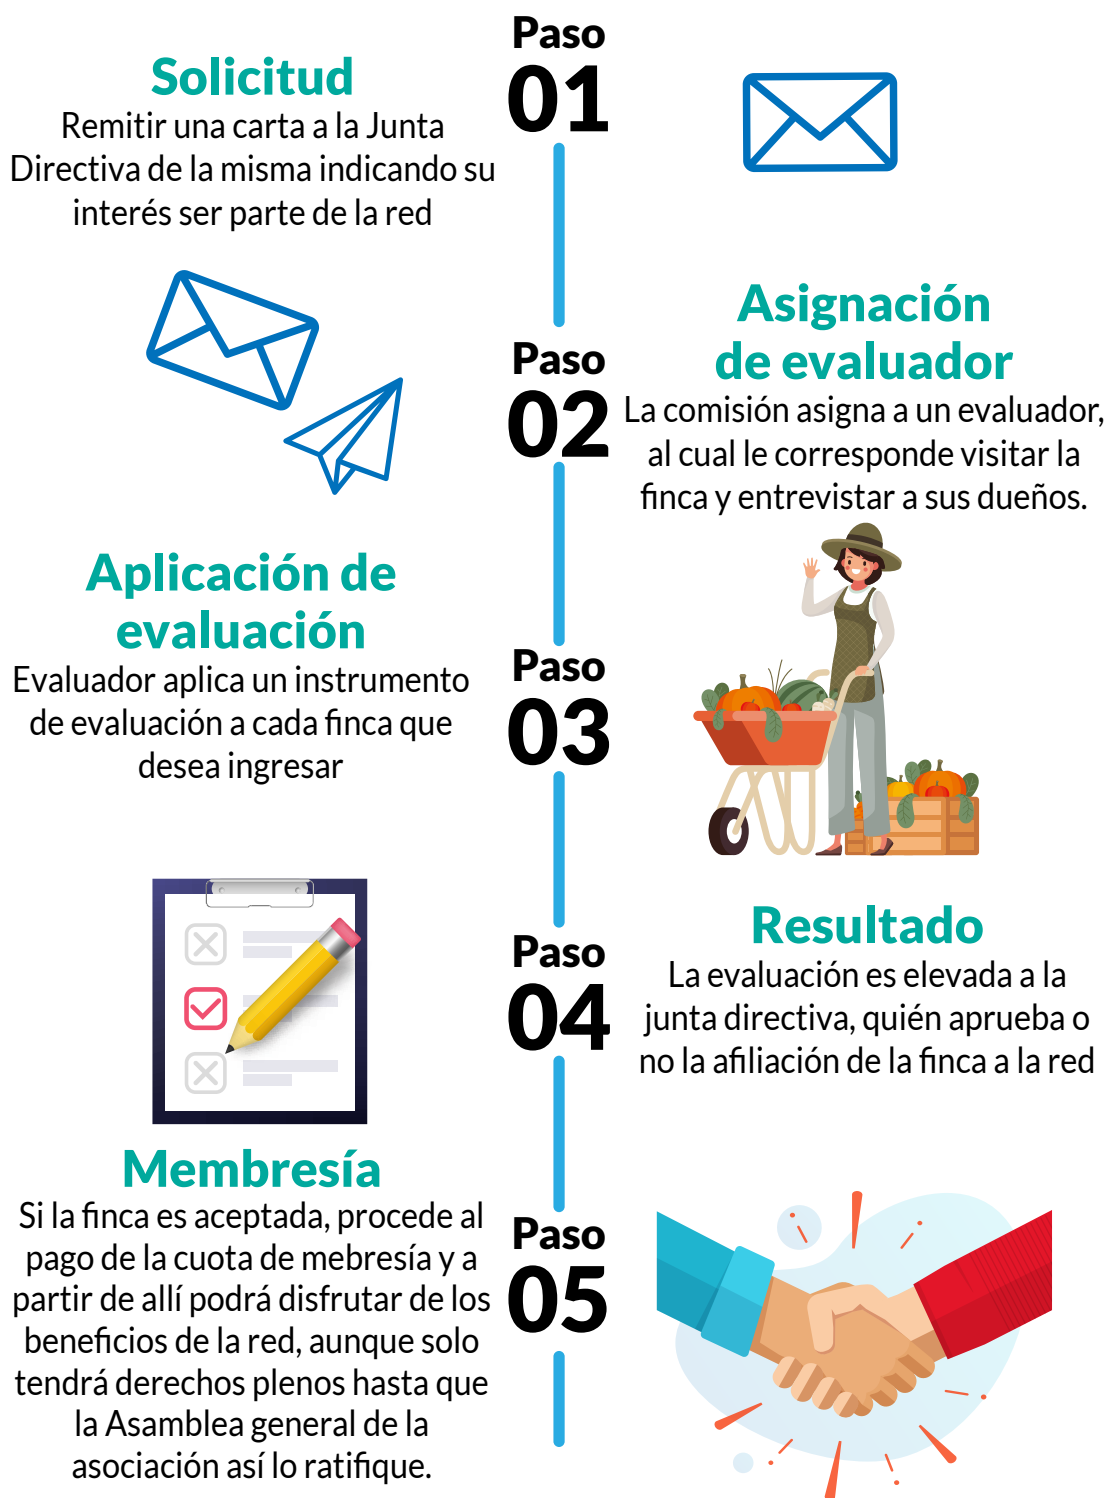 Paso
01
Solicitud
Remitir una carta a la Junta
Directiva de la misma indicando su
interés ser parte de la red
Paso
02
Asignación
de evaluador
La comisión asigna a un evaluador,
al cual le corresponde visitar la
finca y entrevistar a sus dueños.
Paso
03
Aplicación de
evaluación
Evaluador aplica un instrumento
de evaluación a cada finca que
desea ingresar
Paso
04
Resultado
La evaluación es elevada a la
junta directiva, quién aprueba o
no la afiliación de la finca a la red
Paso
05
Membresía
Si la finca es aceptada, procede al
pago de la cuota de mebresía y a
partir de allí podrá disfrutar de los
beneficios de la red, aunque solo
tendrá derechos plenos hasta que
la Asamblea general de la
asociación así lo ratifique.